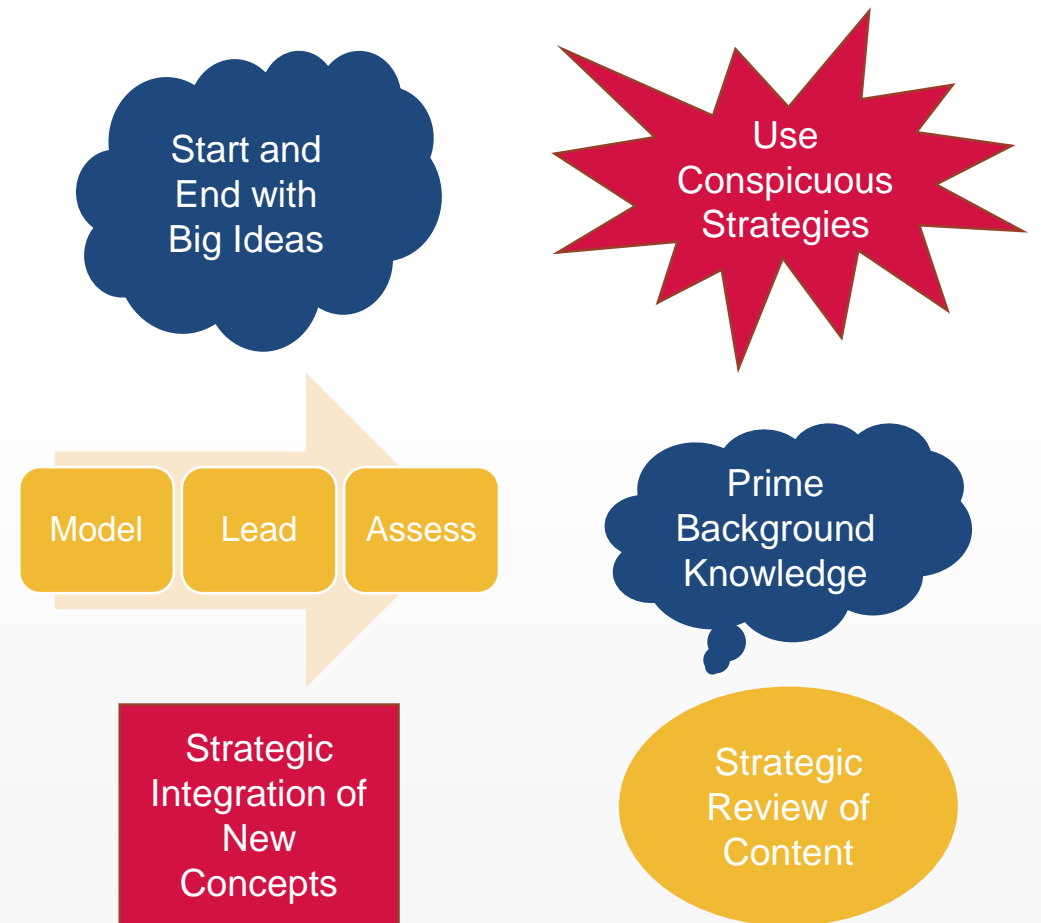 Start and
End with
Big Ideas
Use
Conspicuous
Strategies
Model
Lead
Assess
Prime
Background
Knowledge
Strategic
Integration of
New
Concepts
Strategic
Review of
Content